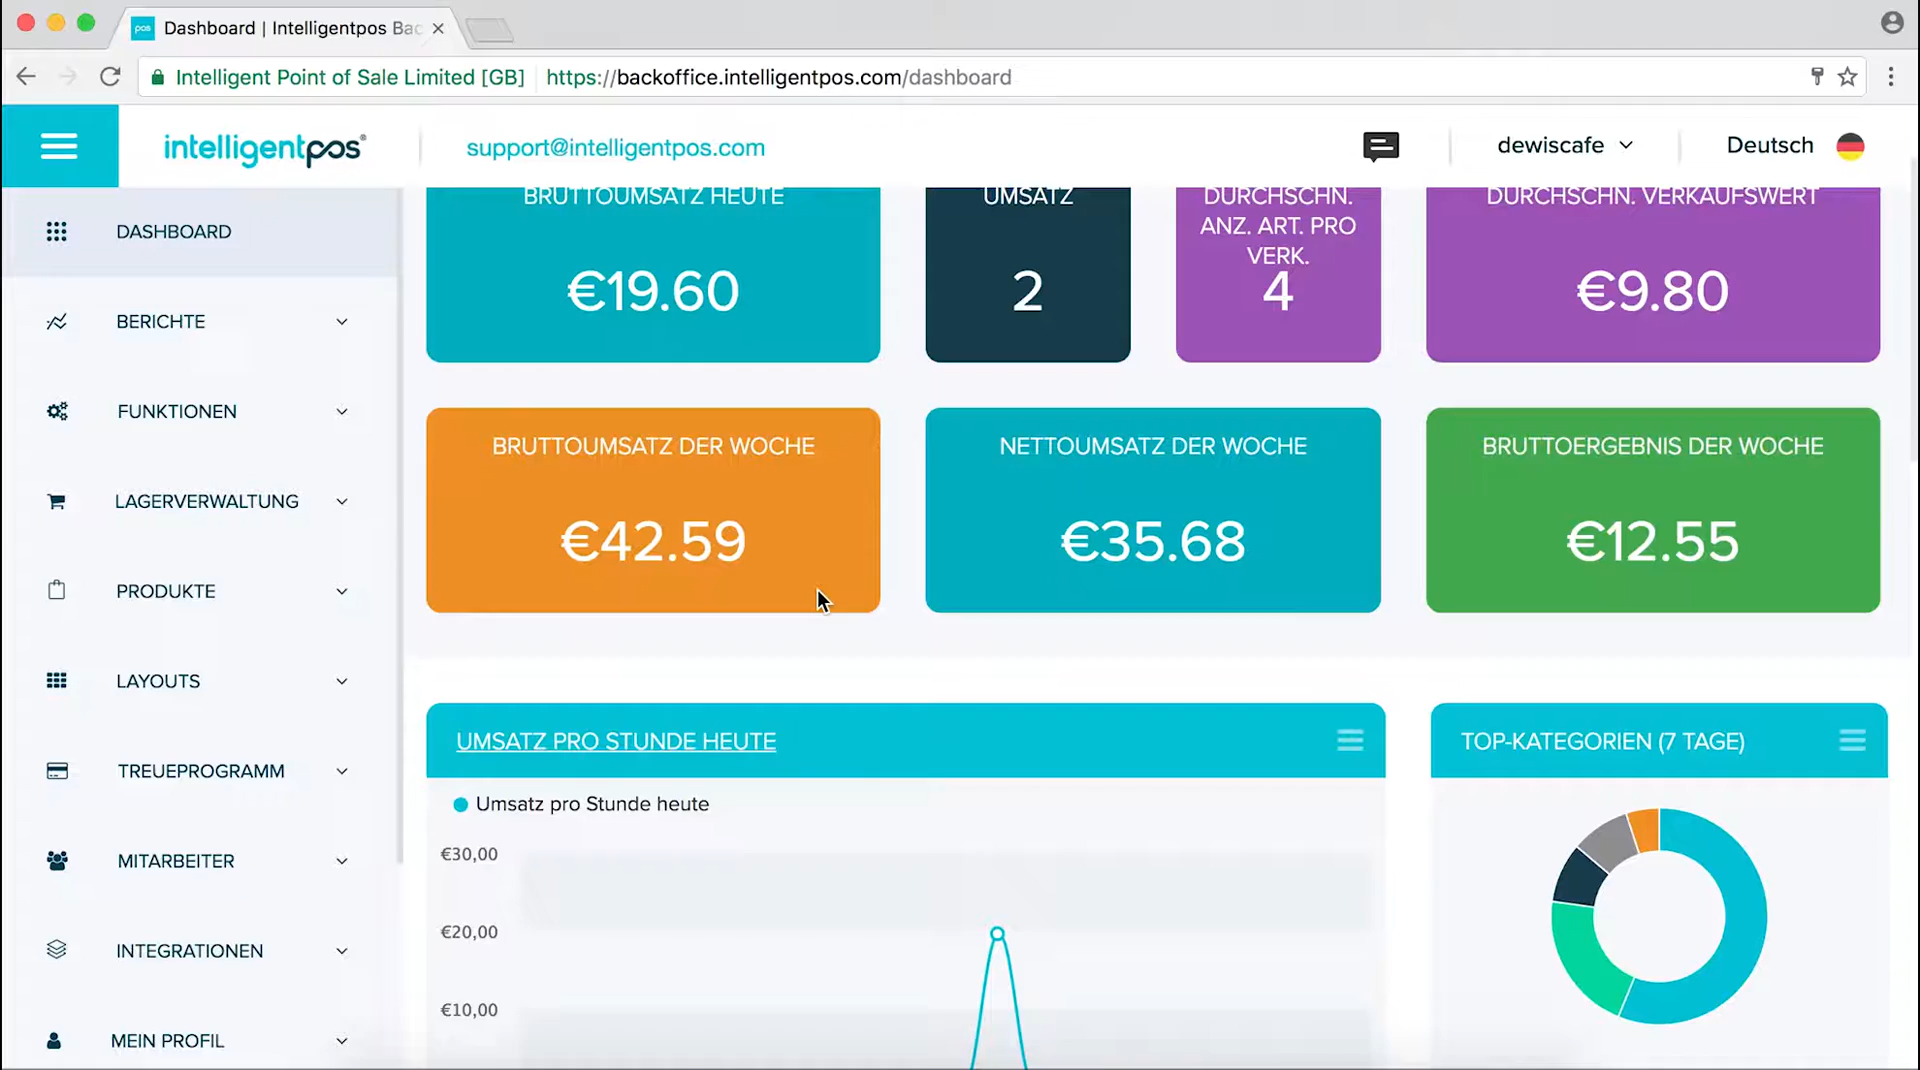 pos Dashboard | Intelligentpos Bac
Intelligent Point of Sale Limited [GB] https://backoffice.intelligentpos.com/dashboard
intelligentpos® support@intelligentpos.com dewiscafe Deutsch
DASHBOARD
BERICHTE
FUNKTIONEN
LAGERVERWALTUNG
PRODUKTE
LAYOUTS
TREUEPROGRAMM
MITARBEITER
INTEGRATIONEN
MEIN PROFIL
BRUTTOUMSATZ HEUTE
€19.60
UMSATZ
2
DURCHSCHN.
ANZ. ART. PRO
VERK.
4
DURCHSCHN. VERKAUFSWERT
€9.80
BRUTTOUMSATZ DER WOCHE
€42.59
NETTOUMSATZ DER WOCHE
€35.68
BRUTTOERGEBNIS DER WOCHE
€12.55
UMSATZ PRO STUNDE HEUTE
Umsatz pro Stunde heute
€30,00
€20,00
€10,00
TOP-KATEGORIEN (7 TAGE)